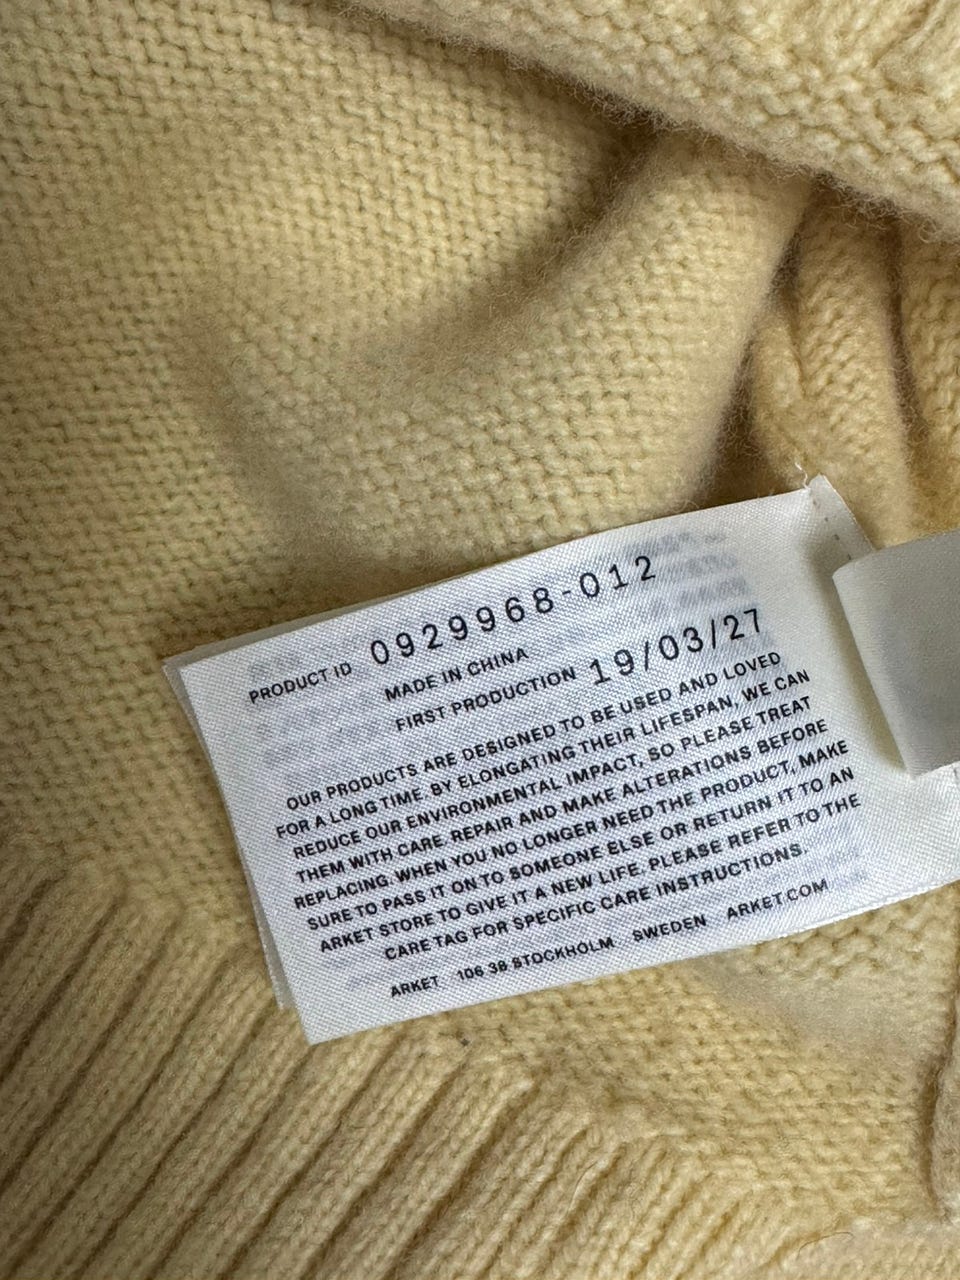 PRODUCT ID 0929968-012
MADE IN CHINA
FIRST PRODUCTION 19/03/27
OUR PRODUCTS ARE DESIGNED TO BE USED AND LOVED
FOR A LONG TIME. BY ELONGATING THEIR LIFESPAN, WE CAN
REDUCE OUR ENVIRONMENTAL IMPACT, SO PLEASE TREAT
THEM WITH CARE. REPAIR AND MAKE ALTERATIONS BEFORE
REPLACING. WHEN YOU NO LONGER NEED THE PRODUCT, MAKE
SURE TO PASS IT ON TO SOMEONE ELSE OR RETURN IT TO AN
ARKET STORE TO GIVE IT A NEW LIFE. PLEASE REFER TO THE
CARE TAG FOR SPECIFIC CARE INSTRUCTIONS.
ARKET 106 38 STOCKHOLM SWEDEN ARKET.COM